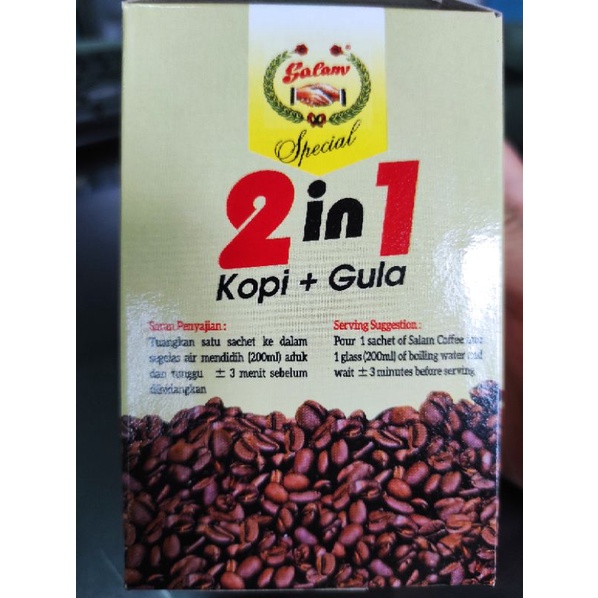 Salam
Special
2 in 1
Kopi + Gula
Saran Penyajian :
Tuangkan satu sachet ke dalam
segelas air mendidih (200ml) aduk
dan tunggu ± 3 menit sebelum
dihidangkan
Serving Suggestion :
Pour 1 sachet of Salam Coffee into
1 glass (200ml) of boiling water and
wait ± 3 minutes before serving